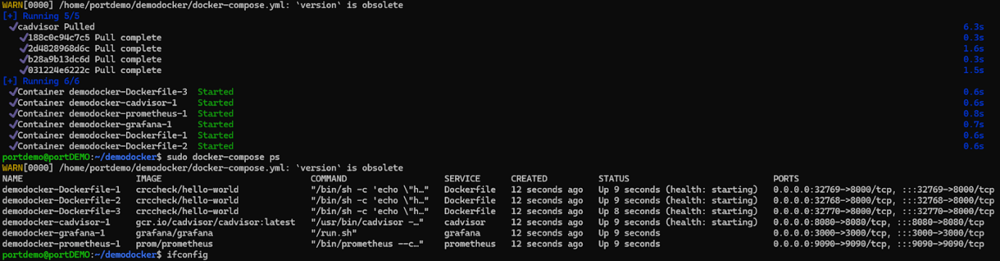 WARN[0000] /home/portdemo/demodocker/docker-compose.yml: `version` is obsolete
[+] Running 5/5
✓cadvisor Pulled 6.3s
✓188c0c94c7c5 Pull complete 0.3s
✓2d4828968d6c Pull complete 1.6s
✓b28a9b13dc6d Pull complete 0.3s
✓031224e6222c Pull complete 1.5s
[+] Running 6/6
✓Container demodocker-Dockerfile-3 Started 0.6s
✓Container demodocker-cadvisor-1 Started 0.6s
✓Container demodocker-prometheus-1 Started 0.8s
✓Container demodocker-grafana-1 Started 0.7s
✓Container demodocker-Dockerfile-1 Started 0.6s
✓Container demodocker-Dockerfile-2 Started 0.6s
portdemo@portDEMO:~/demodocker$ sudo docker-compose ps
WARN[0000] /home/portdemo/demodocker/docker-compose.yml: `version` is obsolete
NAME IMAGE COMMAND SERVICE CREATED STATUS PORTS
demodocker-Dockerfile-1 crccheck/hello-world "/bin/sh -c 'echo \"h…" Dockerfile 12 seconds ago Up 9 seconds (health: starting) 0.0.0.0:32769->8000/tcp, :::32769->8000/tcp
demodocker-Dockerfile-2 crccheck/hello-world "/bin/sh -c 'echo \"h…" Dockerfile 12 seconds ago Up 9 seconds (health: starting) 0.0.0.0:32768->8000/tcp, :::32768->8000/tcp
demodocker-Dockerfile-3 crccheck/hello-world "/bin/sh -c 'echo \"h…" Dockerfile 12 seconds ago Up 8 seconds (health: starting) 0.0.0.0:32770->8000/tcp, :::32770->8000/tcp
demodocker-cadvisor-1 gcr.io/cadvisor/cadvisor:latest "/usr/bin/cadvisor -…" cadvisor 12 seconds ago Up 9 seconds (health: starting) 0.0.0.0:8080->8080/tcp, :::8080->8080/tcp
demodocker-grafana-1 grafana/grafana "/run.sh" grafana 12 seconds ago Up 9 seconds 0.0.0.0:3000->3000/tcp, :::3000->3000/tcp
demodocker-prometheus-1 prom/prometheus "/bin/prometheus --c…" prometheus 12 seconds ago Up 9 seconds 0.0.0.0:9090->9090/tcp, :::9090->9090/tcp
portdemo@portDEMO:~/demodocker$ ifconfig